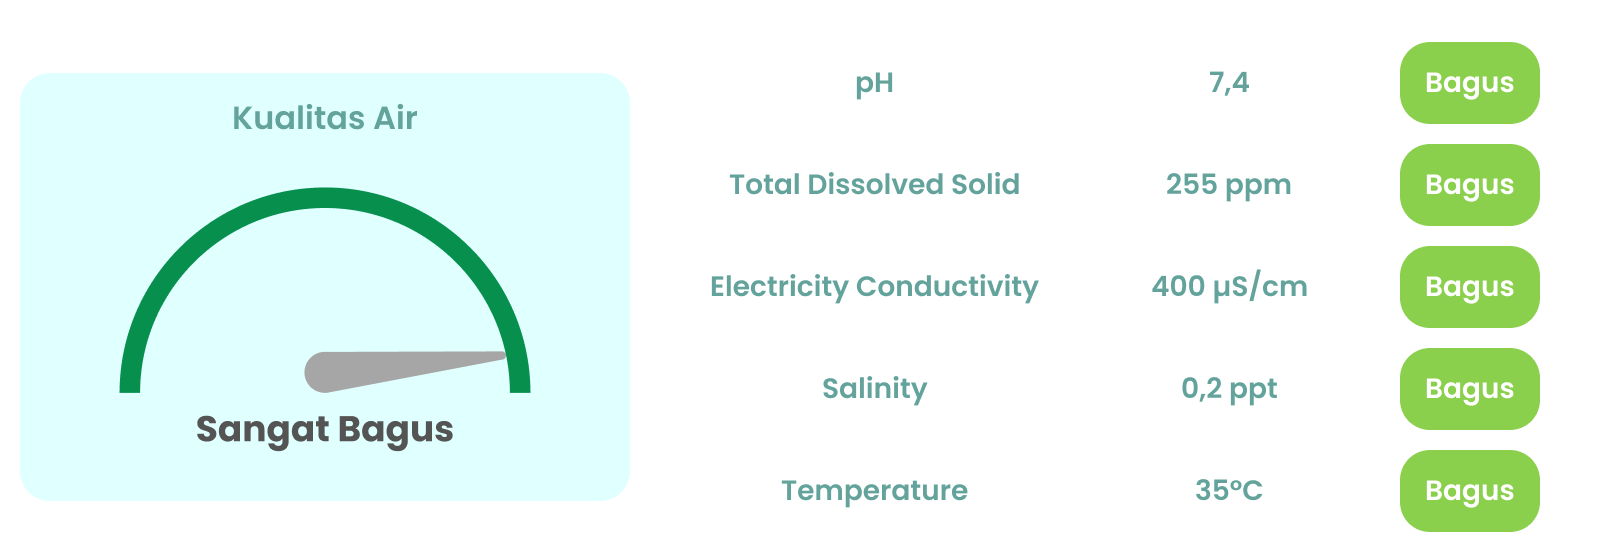 Kualitas Air
Sangat Bagus
pH 7,4 Bagus
Total Dissolved Solid 255 ppm Bagus
Electricity Conductivity 400 µS/cm Bagus
Salinity 0,2 ppt Bagus
Temperature 35°C Bagus